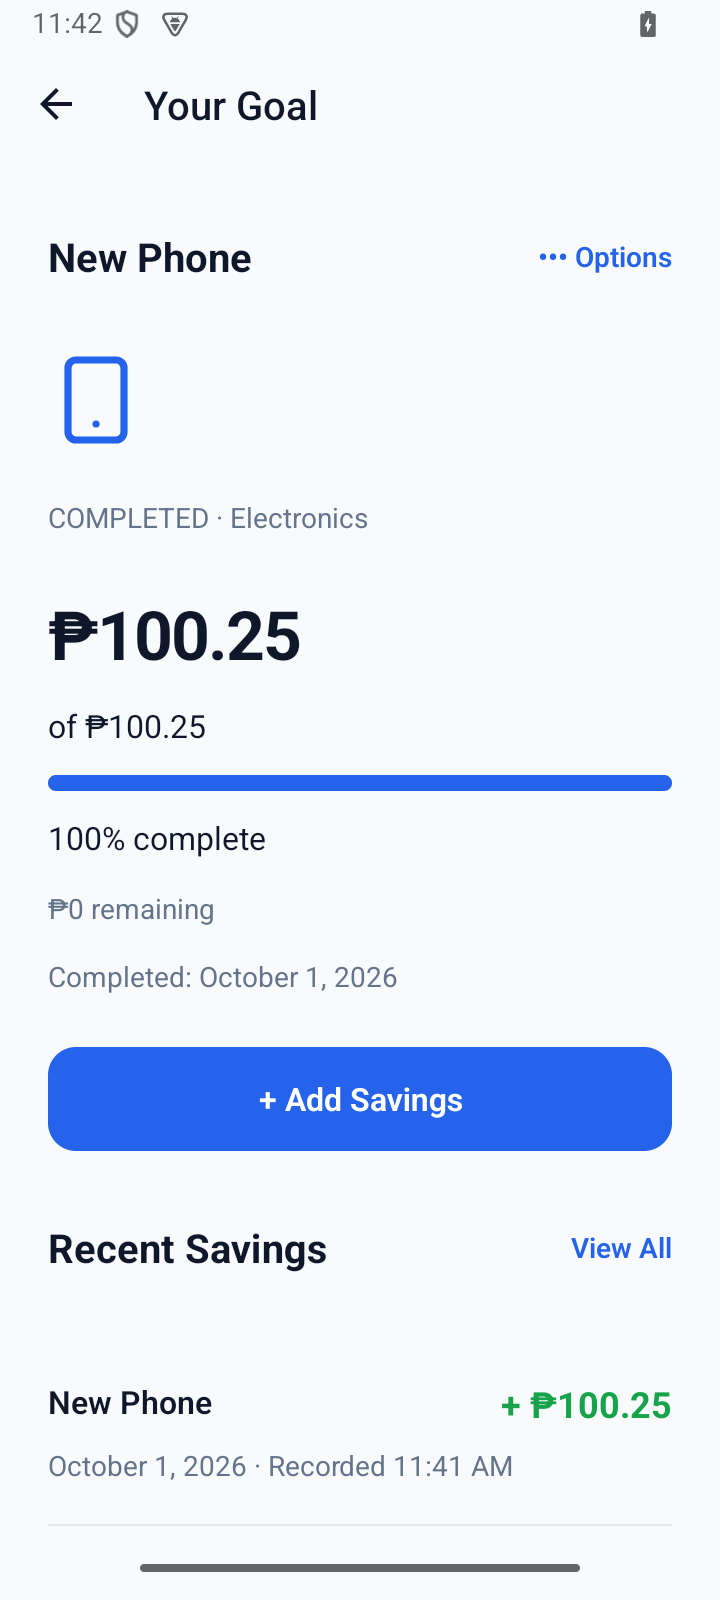 11:42
Your Goal
New Phone
••• Options
COMPLETED · Electronics
₱100.25
of ₱100.25
100% complete
₱0 remaining
Completed: October 1, 2026
+ Add Savings
Recent Savings
View All
New Phone
+ ₱100.25
October 1, 2026 · Recorded 11:41 AM